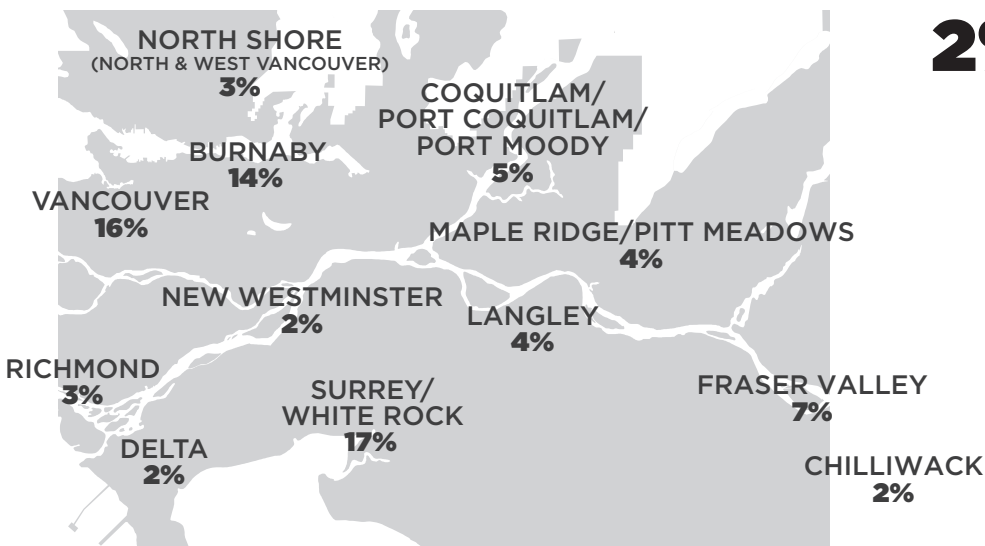 NORTH SHORE
(NORTH & WEST VANCOUVER)
3%
2
COQUITLAM/
PORT COQUITLAM/
PORT MOODY
5%
BURNABY
14%
VANCOUVER
16%
MAPLE RIDGE/PITT MEADOWS
4%
NEW WESTMINSTER
2%
LANGLEY
4%
RICHMOND
3%
SURREY/
WHITE ROCK
17%
FRASER VALLEY
7%
DELTA
2%
CHILLIWACK
2%